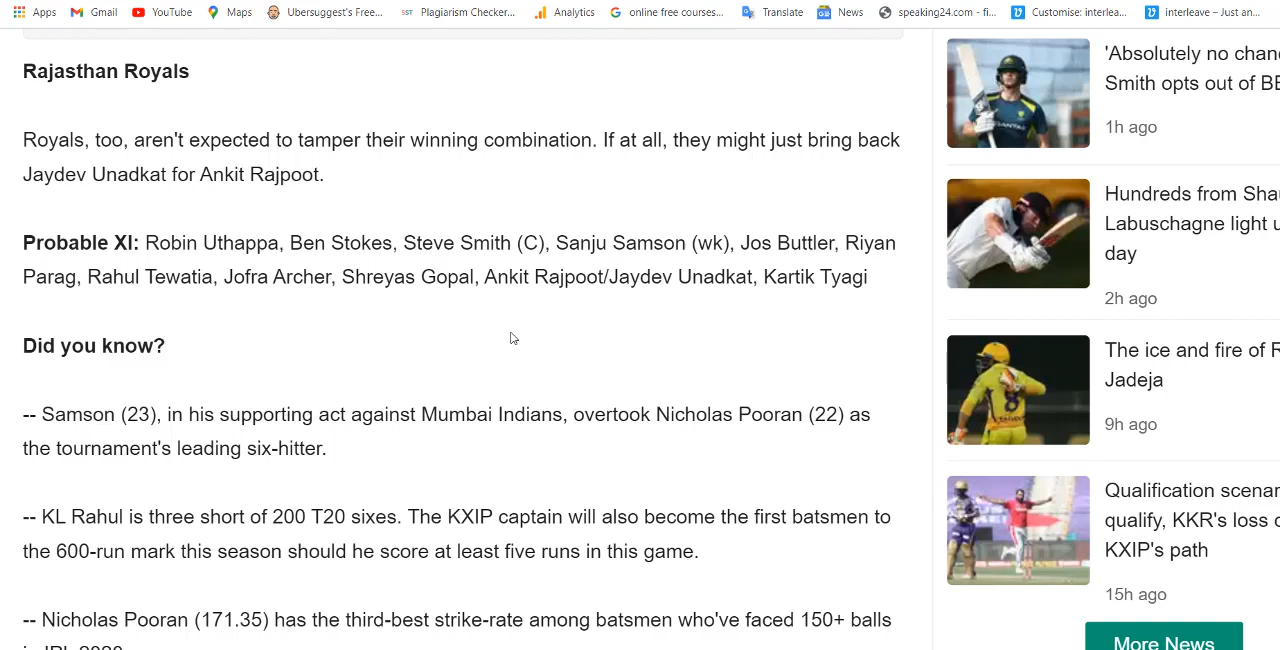 Apps Gmail YouTube Maps Ubersuggest's Free... SST Plagiarism Checker... Analytics online free courses... Translate News speaking24.com - fi... Customise: interlea... interleave – Just an...
Rajasthan Royals
Royals, too, aren't expected to tamper their winning combination. If at all, they might just bring back
Jaydev Unadkat for Ankit Rajpoot.
Probable XI: Robin Uthappa, Ben Stokes, Steve Smith (C), Sanju Samson (wk), Jos Buttler, Riyan
Parag, Rahul Tewatia, Jofra Archer, Shreyas Gopal, Ankit Rajpoot/Jaydev Unadkat, Kartik Tyagi
Did you know?
-- Samson (23), in his supporting act against Mumbai Indians, overtook Nicholas Pooran (22) as
the tournament's leading six-hitter.
-- KL Rahul is three short of 200 T20 sixes. The KXIP captain will also become the first batsmen to
the 600-run mark this season should he score at least five runs in this game.
-- Nicholas Pooran (171.35) has the third-best strike-rate among batsmen who've faced 150+ balls
in IPL 2020
'Absolutely no chanc
Smith opts out of BB
1h ago
Hundreds from Shau
Labuschagne light u
day
2h ago
The ice and fire of R
Jadeja
8
9h ago
Qualification scenar
qualify, KKR's loss o
KXIP's path
15h ago
More News